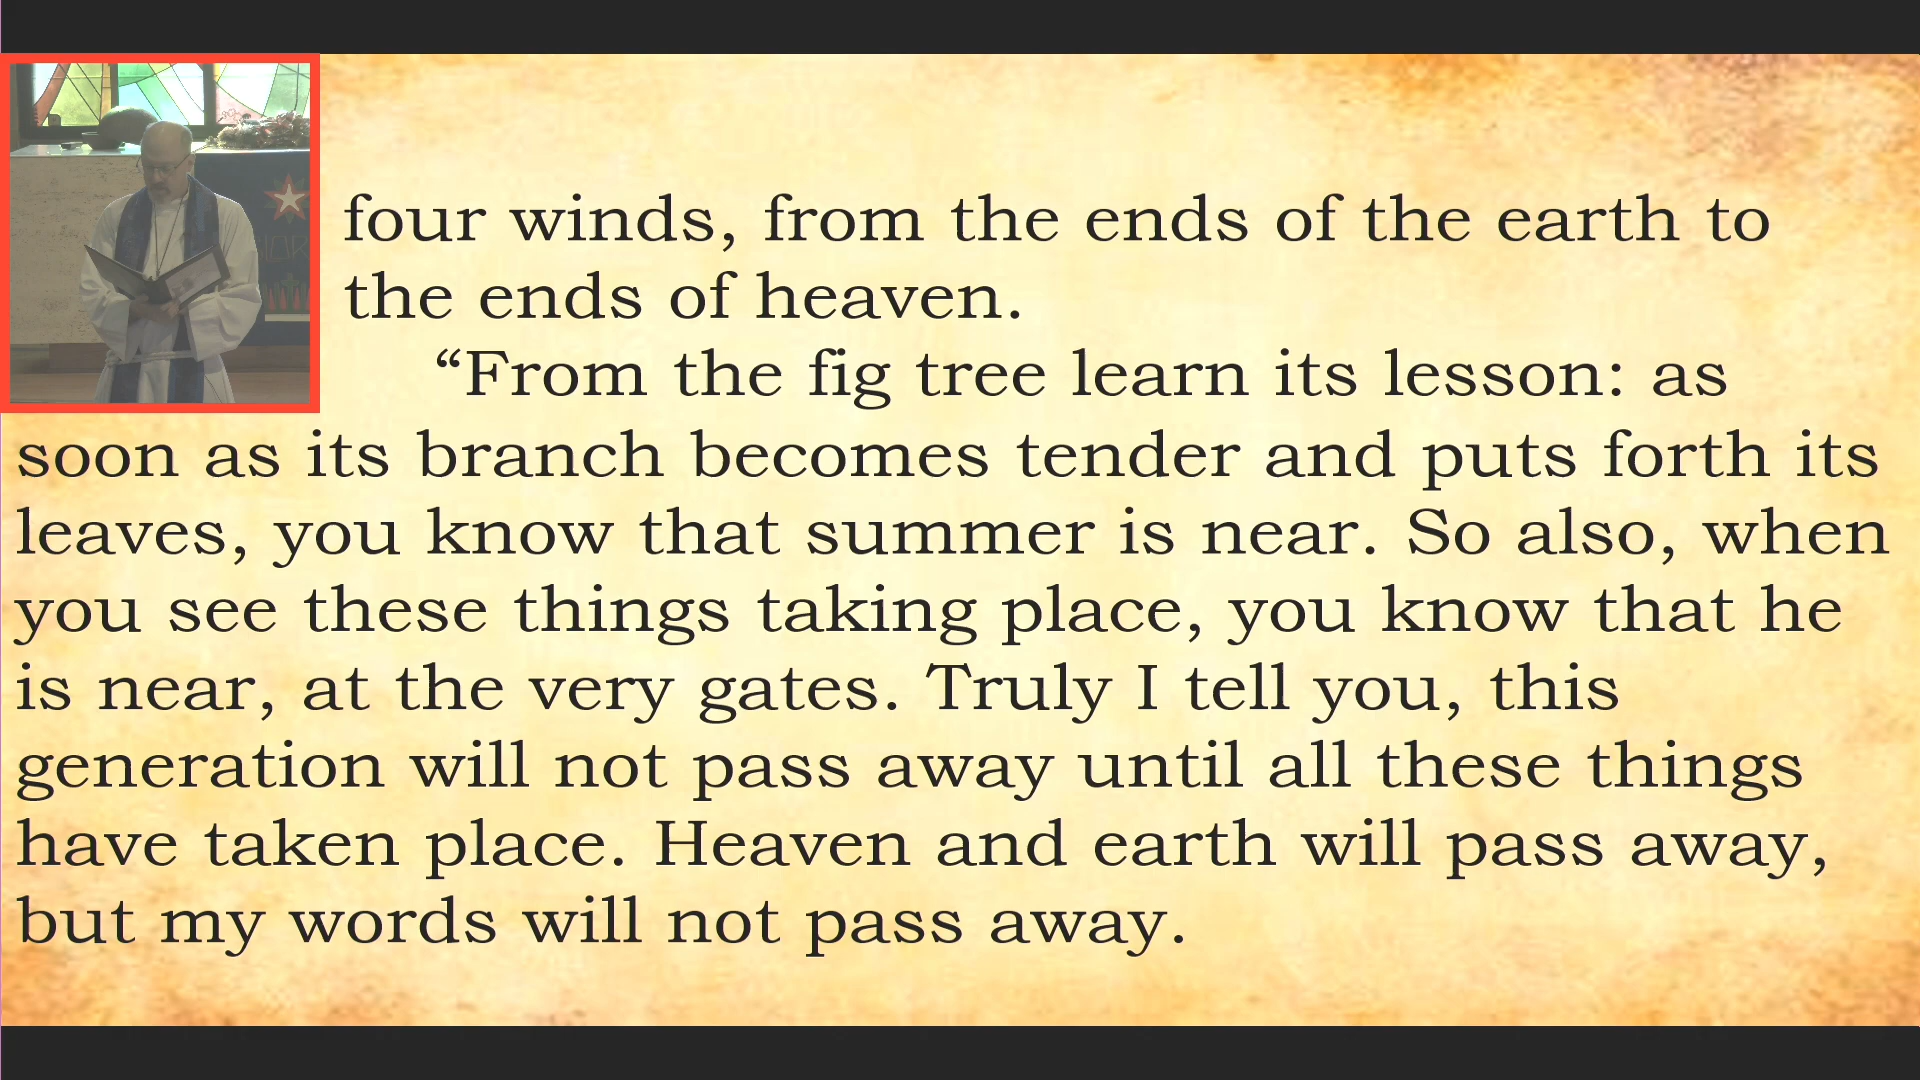 four winds, from the ends of the earth to
the ends of heaven.
“From the fig tree learn its lesson: as
soon as its branch becomes tender and puts forth its
leaves, you know that summer is near. So also, when
you see these things taking place, you know that he
is near, at the very gates. Truly I tell you, this
generation will not pass away until all these things
have taken place. Heaven and earth will pass away,
but my words will not pass away.